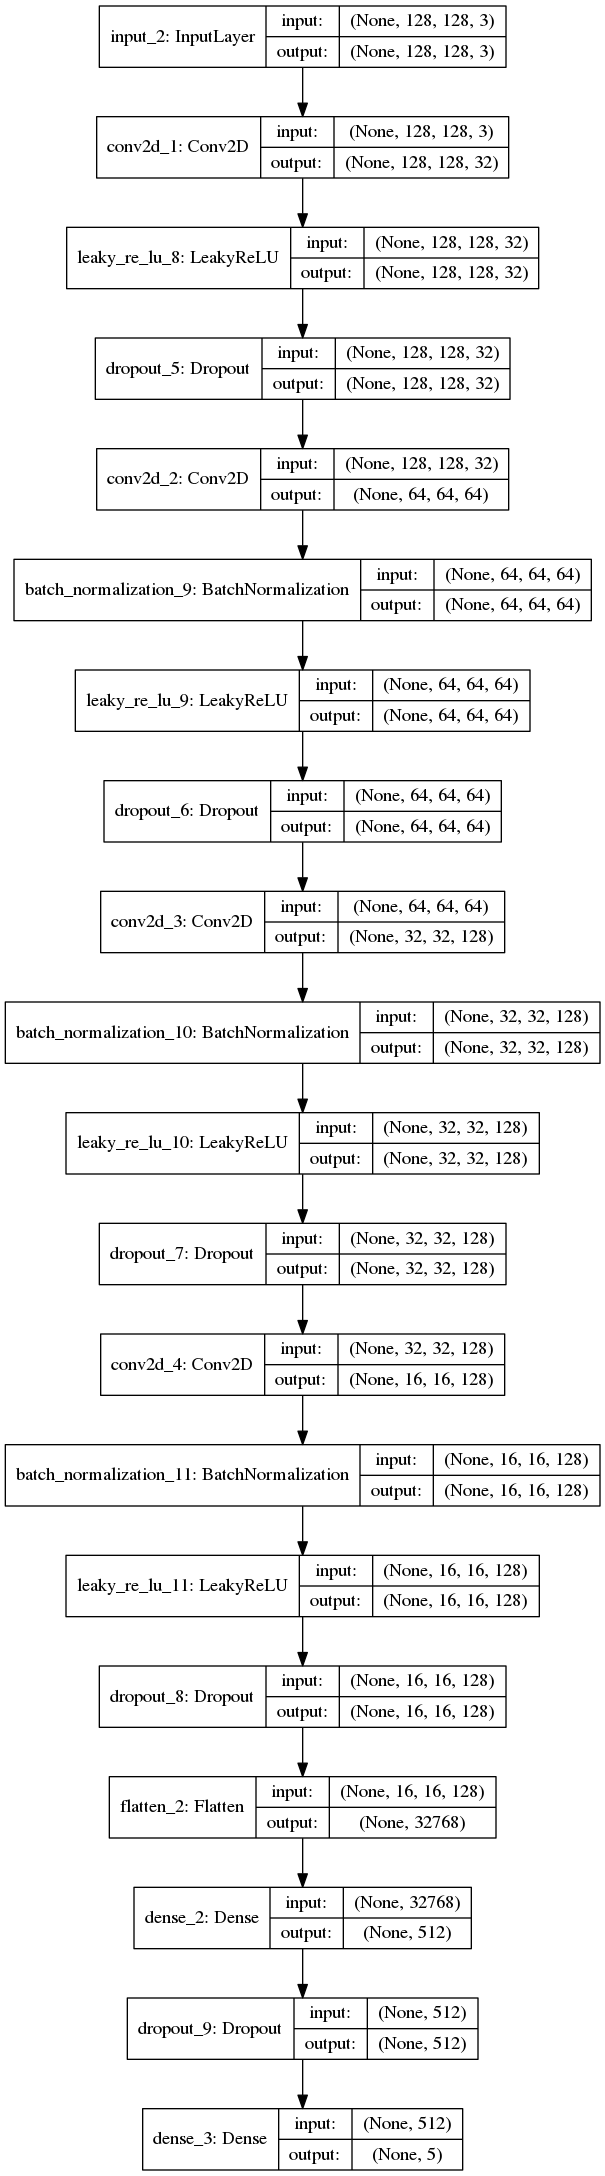 input_2: InputLayer
input: (None, 128, 128, 3)
output: (None, 128, 128, 3)
conv2d_1: Conv2D
input: (None, 128, 128, 3)
output: (None, 128, 128, 32)
leaky_re_lu_8: LeakyReLU
input: (None, 128, 128, 32)
output: (None, 128, 128, 32)
dropout_5: Dropout
input: (None, 128, 128, 32)
output: (None, 128, 128, 32)
conv2d_2: Conv2D
input: (None, 128, 128, 32)
output: (None, 64, 64, 64)
batch_normalization_9: BatchNormalization
input: (None, 64, 64, 64)
output: (None, 64, 64, 64)
leaky_re_lu_9: LeakyReLU
input: (None, 64, 64, 64)
output: (None, 64, 64, 64)
dropout_6: Dropout
input: (None, 64, 64, 64)
output: (None, 64, 64, 64)
conv2d_3: Conv2D
input: (None, 64, 64, 64)
output: (None, 32, 32, 128)
batch_normalization_10: BatchNormalization
input: (None, 32, 32, 128)
output: (None, 32, 32, 128)
leaky_re_lu_10: LeakyReLU
input: (None, 32, 32, 128)
output: (None, 32, 32, 128)
dropout_7: Dropout
input: (None, 32, 32, 128)
output: (None, 32, 32, 128)
conv2d_4: Conv2D
input: (None, 32, 32, 128)
output: (None, 16, 16, 128)
batch_normalization_11: BatchNormalization
input: (None, 16, 16, 128)
output: (None, 16, 16, 128)
leaky_re_lu_11: LeakyReLU
input: (None, 16, 16, 128)
output: (None, 16, 16, 128)
dropout_8: Dropout
input: (None, 16, 16, 128)
output: (None, 16, 16, 128)
flatten_2: Flatten
input: (None, 16, 16, 128)
output: (None, 32768)
dense_2: Dense
input: (None, 32768)
output: (None, 512)
dropout_9: Dropout
input: (None, 512)
output: (None, 512)
dense_3: Dense
input: (None, 512)
output: (None, 5)